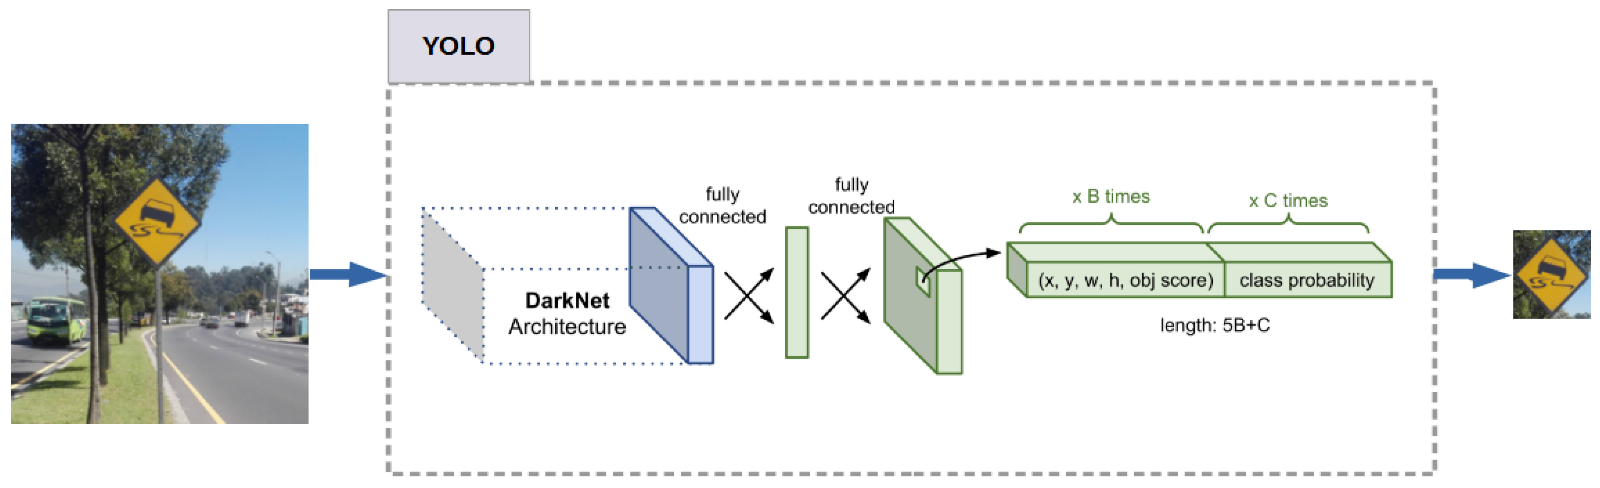 YOLO
fully
connected
fully
connected
x B times
x C times
DarkNet
Architecture
(x, y, w, h, obj score)
class probability
length: 5B+C